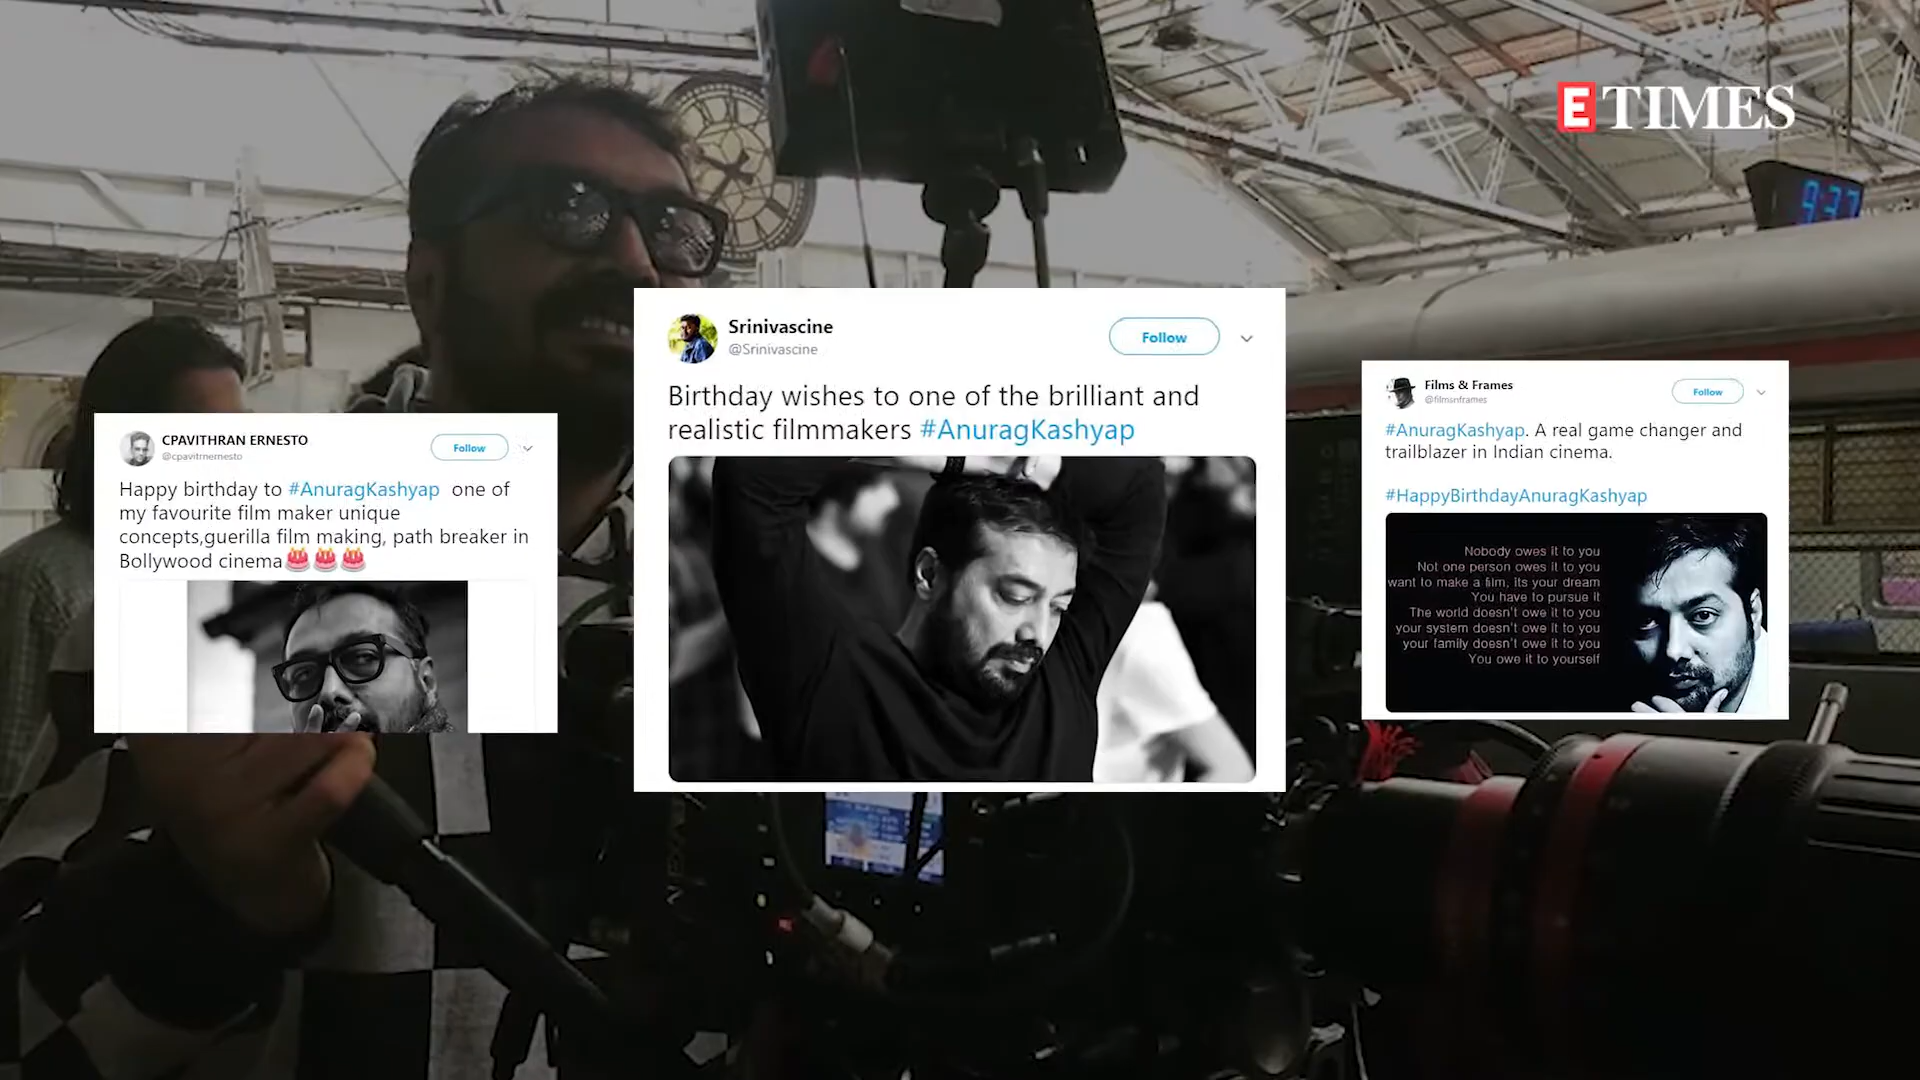 E TIMES
9:37
CPAVITHRAN ERNESTO
@cpavitrnernesto
Follow
Happy birthday to #AnuragKashyap one of
my favourite film maker unique
concepts,guerilla film making, path breaker in
Bollywood cinema🎂🎂🎂
Srinivascine
@Srinivascine
Follow
Birthday wishes to one of the brilliant and
realistic filmmakers #AnuragKashyap
Films & Frames
@filmsnframes
Follow
#AnuragKashyap. A real game changer and
trailblazer in Indian cinema.
#HappyBirthdayAnuragKashyap
Nobody owes it to you
Not one person owes it to you
want to make a film, its your dream
You have to pursue it
The world doesn't owe it to you
your system doesn't owe it to you
your family doesn't owe it to you
You owe it to yourself